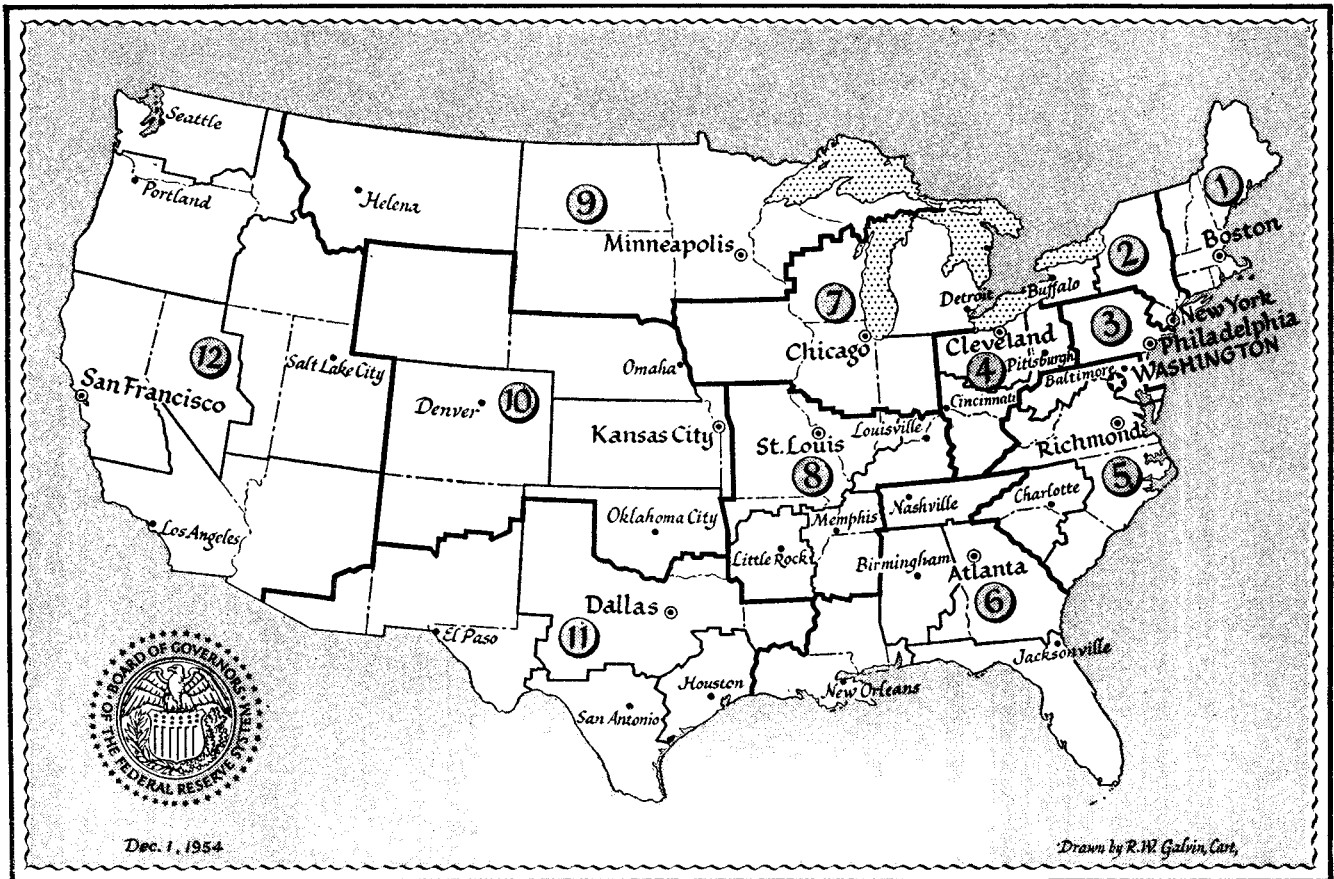 Seattle
Portland
Helena
9
Minneapolis
1
Boston
2
Buffalo
Detroit
7
Chicago
Cleveland
4
Pittsburgh
3
New York
Philadelphia
WASHINGTON
Baltimore
Cincinnati
12
San Francisco
Salt Lake City
Omaha
Denver
10
Kansas City
St. Louis
8
Louisville
Richmond
5
Los Angeles
Oklahoma City
Memphis
Nashville
Charlotte
Little Rock
Birmingham
Atlanta
6
Dallas
11
El Paso
Houston
San Antonio
New Orleans
Jacksonville
BOARD OF GOVERNORS
OF THE FEDERAL RESERVE SYSTEM
Dec. 1, 1954
Drawn by R.W. Galvin, Cart,